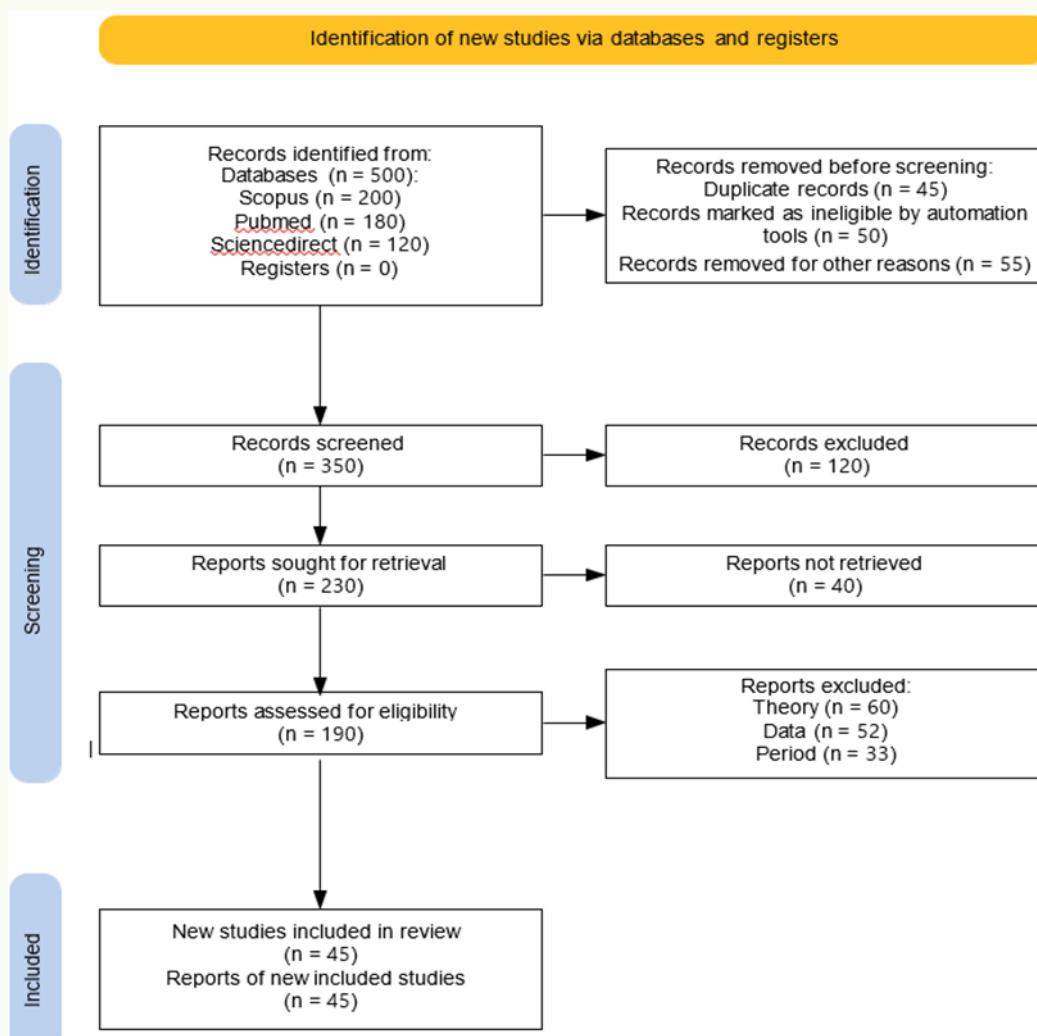 Identification of new studies via databases and registers
Identification
Records identified from:
Databases (n = 500):
Scopus (n = 200)
Pubmed (n = 180)
Sciencedirect (n = 120)
Registers (n = 0)
Records removed before screening:
Duplicate records (n = 45)
Records marked as ineligible by automation
tools (n = 50)
Records removed for other reasons (n = 55)
Screening
Records screened
(n = 350)
Records excluded
(n = 120)
Reports sought for retrieval
(n = 230)
Reports not retrieved
(n = 40)
Reports assessed for eligibility
(n = 190)
Reports excluded:
Theory (n = 60)
Data (n = 52)
Period (n = 33)
Included
New studies included in review
(n = 45)
Reports of new included studies
(n = 45)